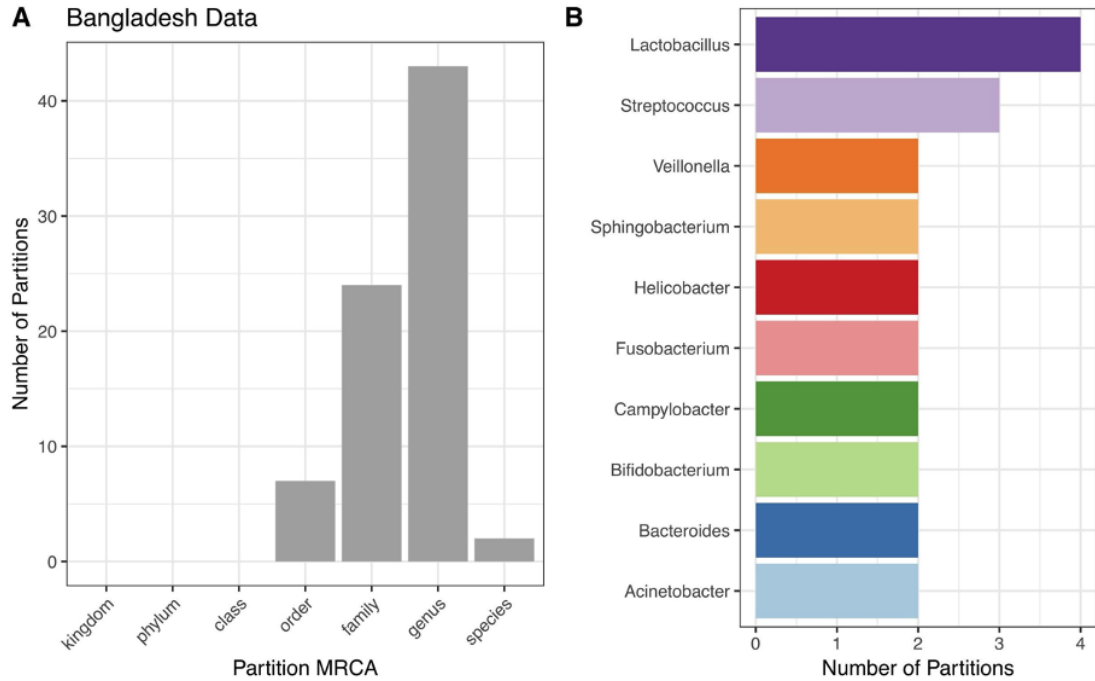 A
Bangladesh Data
Number of Partitions
40
30
20
10
0
kingdom
phylum
class
order
family
genus
species
Partition MRCA
B
Lactobacillus
Streptococcus
Veillonella
Sphingobacterium
Helicobacter
Fusobacterium
Campylobacter
Bifidobacterium
Bacteroides
Acinetobacter
0 1 2 3 4
Number of Partitions